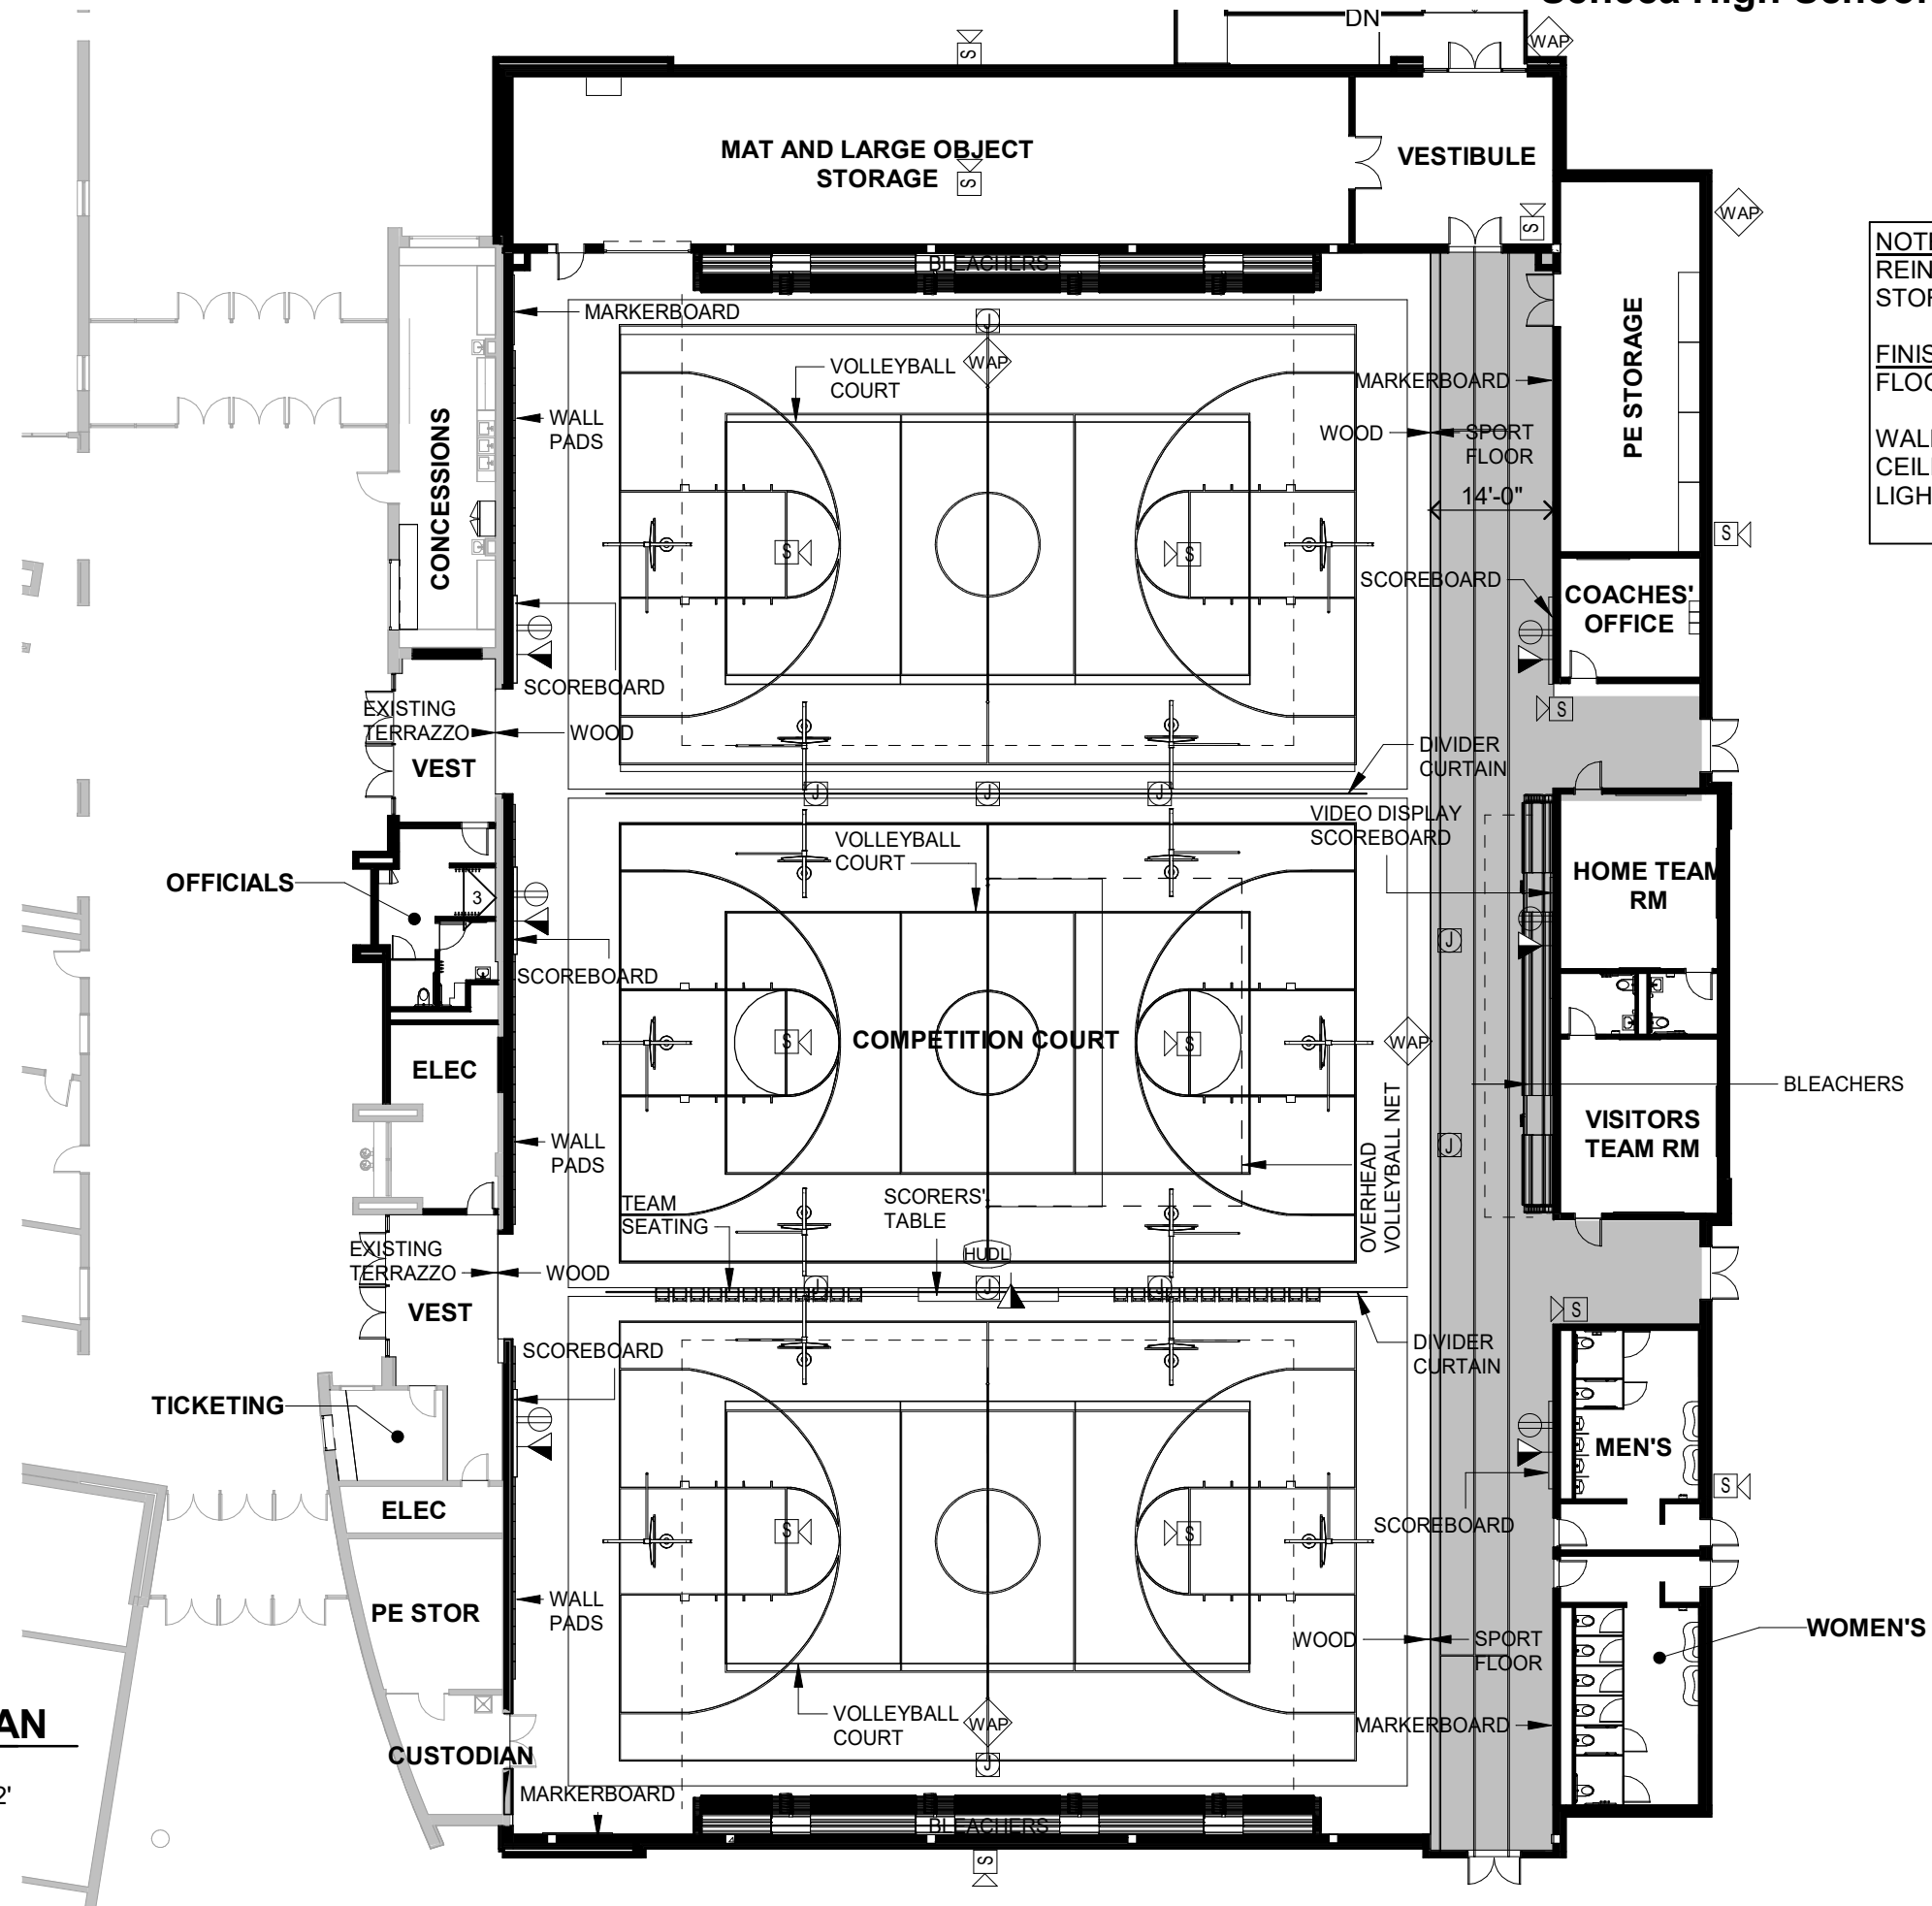 DN
WAP
S
MAT AND LARGE OBJECT
STORAGE
S
VESTIBULE
S
WAP
BLEACHERS
MARKERBOARD
J
WAP
VOLLEYBALL
COURT
MARKERBOARD
WALL
PADS
WOOD
SPORT
FLOOR
14'-0"
CONCESSIONS
PE STORAGE
S
S
S
SCOREBOARD
COACHES'
OFFICE
SCOREBOARD
EXISTING
TERRAZZO
WOOD
VEST
S
DIVIDER
CURTAIN
J
J
J
VIDEO DISPLAY
SCOREBOARD
VOLLEYBALL
COURT
OFFICIALS
3
HOME TEAM
RM
J
SCOREBOARD
S
COMPETITION COURT
S
WAP
ELEC
BLEACHERS
WALL
PADS
VISITORS
TEAM RM
J
OVERHEAD
VOLLEYBALL NET
TEAM
SEATING
SCORERS'
TABLE
HUDL
EXISTING
TERRAZZO
WOOD
VEST
J
J
J
S
SCOREBOARD
DIVIDER
CURTAIN
TICKETING
MEN'S
S
ELEC
S
S
SCOREBOARD
PE STOR
WALL
PADS
WOOD
SPORT
FLOOR
WOMEN'S
VOLLEYBALL
COURT
WAP
MARKERBOARD
CUSTODIAN
J
MARKERBOARD
BLEACHERS
S
AN
2'
FLOO
WALL
CEIL
LIGH